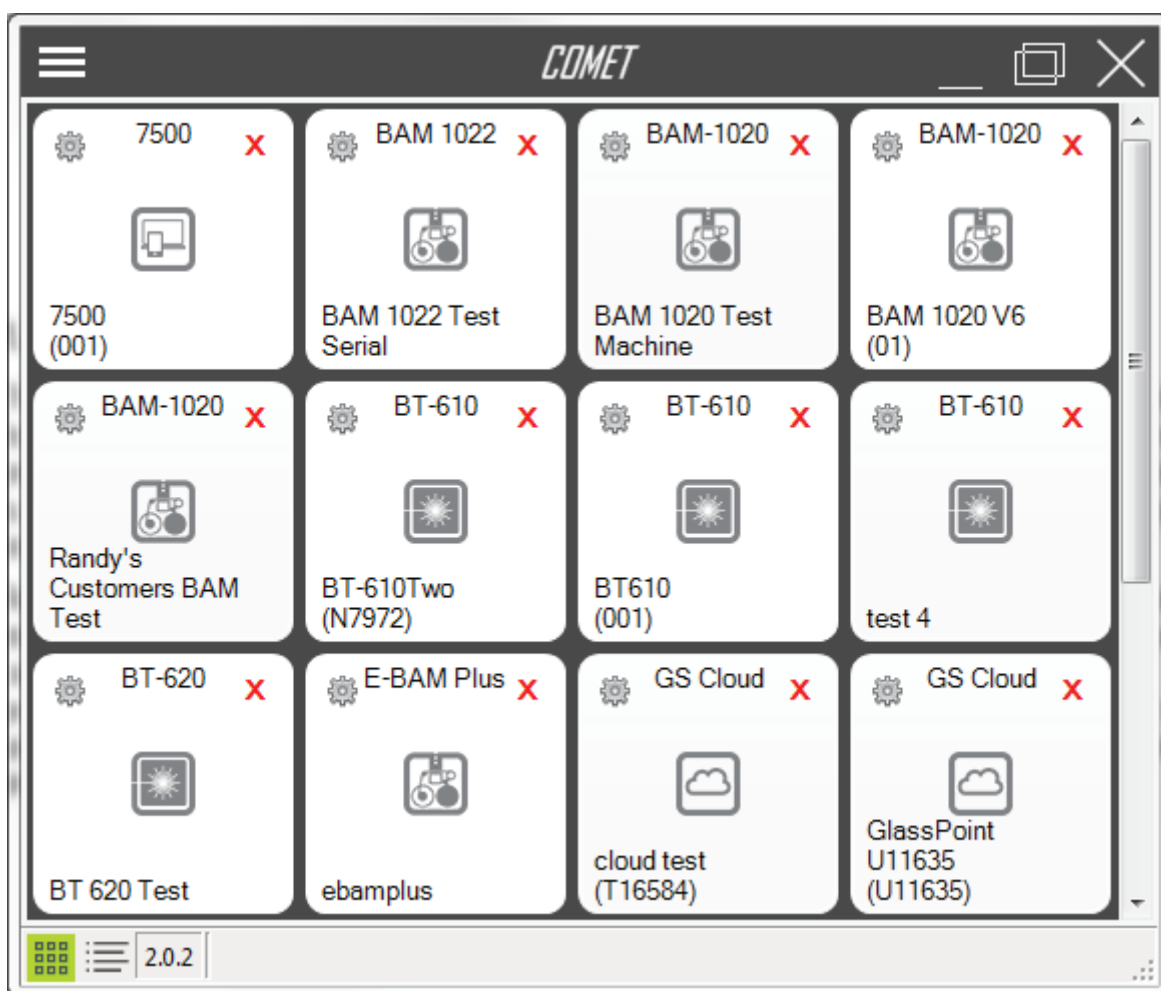 COMET
7500 X
7500
(001)
BAM 1022 X
BAM 1022 Test
Serial
BAM-1020 X
BAM 1020 Test
Machine
BAM-1020 X
BAM 1020 V6
(01)
BAM-1020 X
Randy's
Customers BAM
Test
BT-610 X
BT-610Two
(N7972)
BT-610 X
BT610
(001)
BT-610 X
test 4
BT-620 X
BT 620 Test
E-BAM Plus X
ebamplus
GS Cloud X
cloud test
(T16584)
GS Cloud X
GlassPoint
U11635
(U11635)
2.0.2